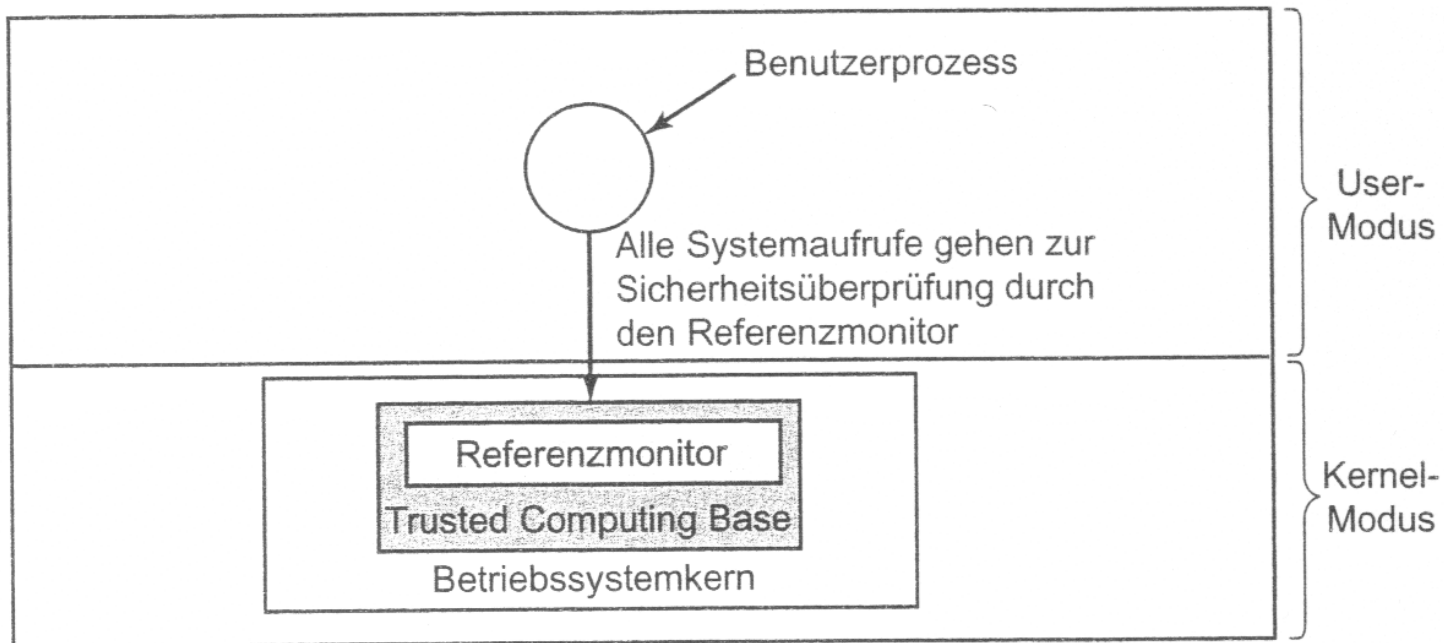 Benutzerprozess
User-
Modus
Alle Systemaufrufe gehen zur
Sicherheitsüberprüfung durch
den Referenzmonitor
Referenzmonitor
Trusted Computing Base
Betriebssystemkern
Kernel-
Modus